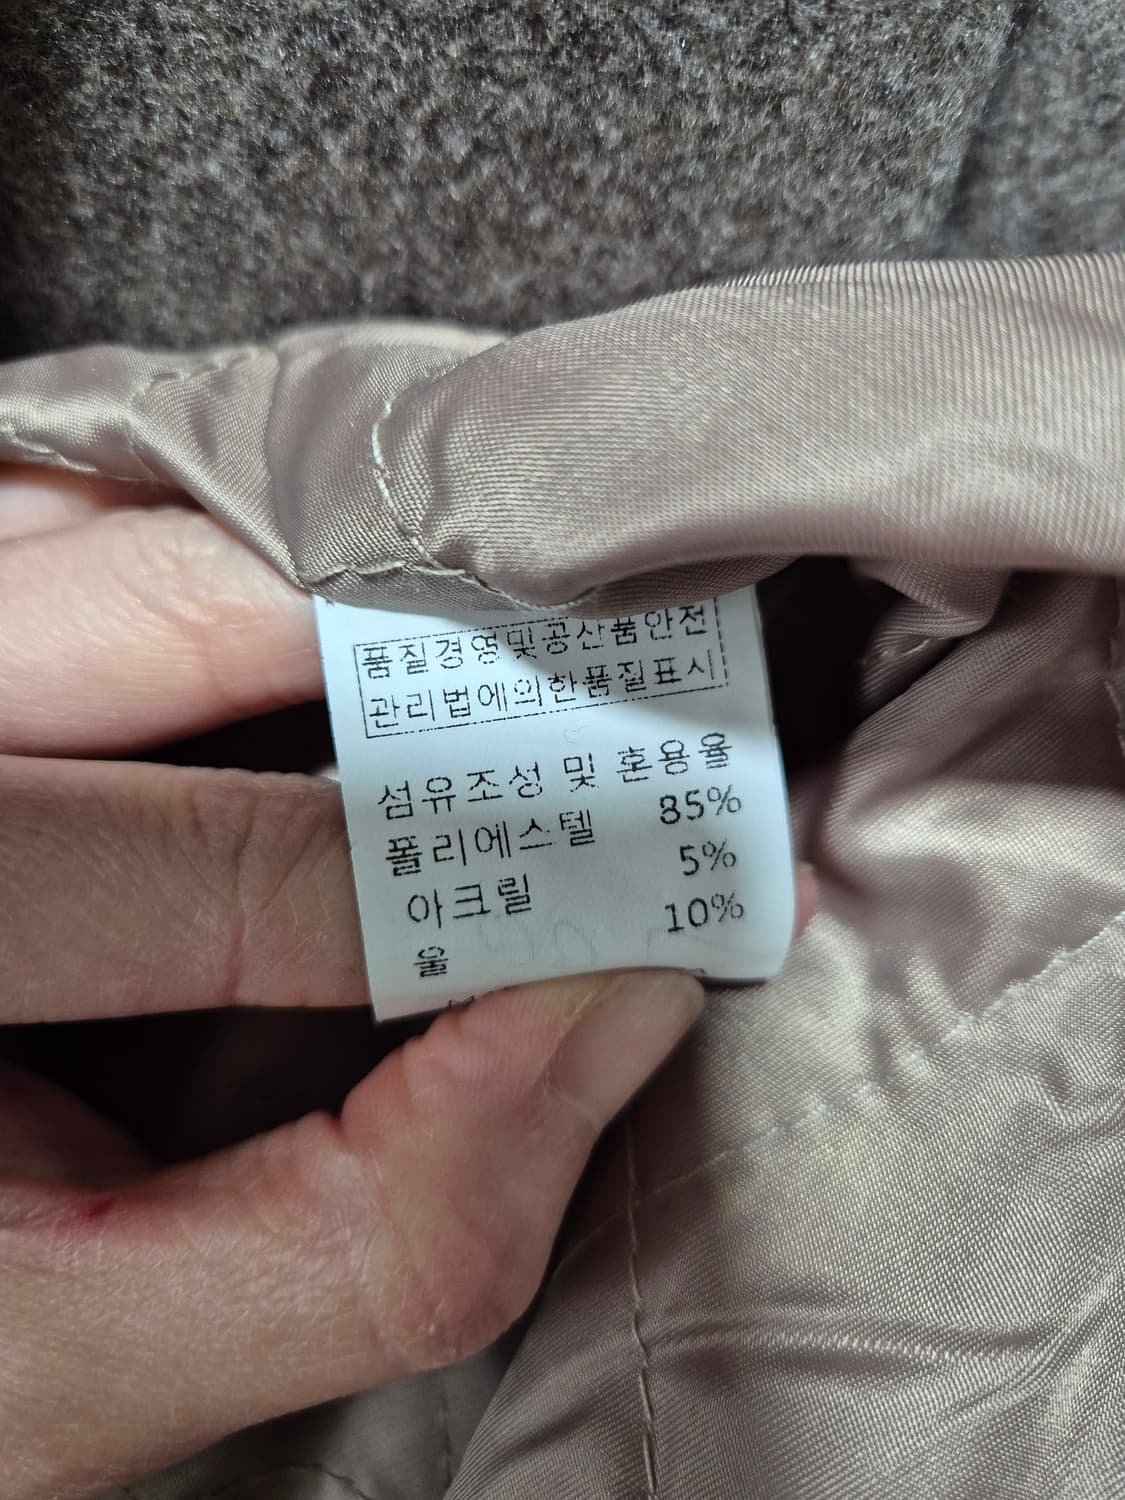 품질경영및공산품안전
관리법에의한품질표시
섬유조성 및 혼용율
폴리에스텔 85%
아크릴 5%
울 10%